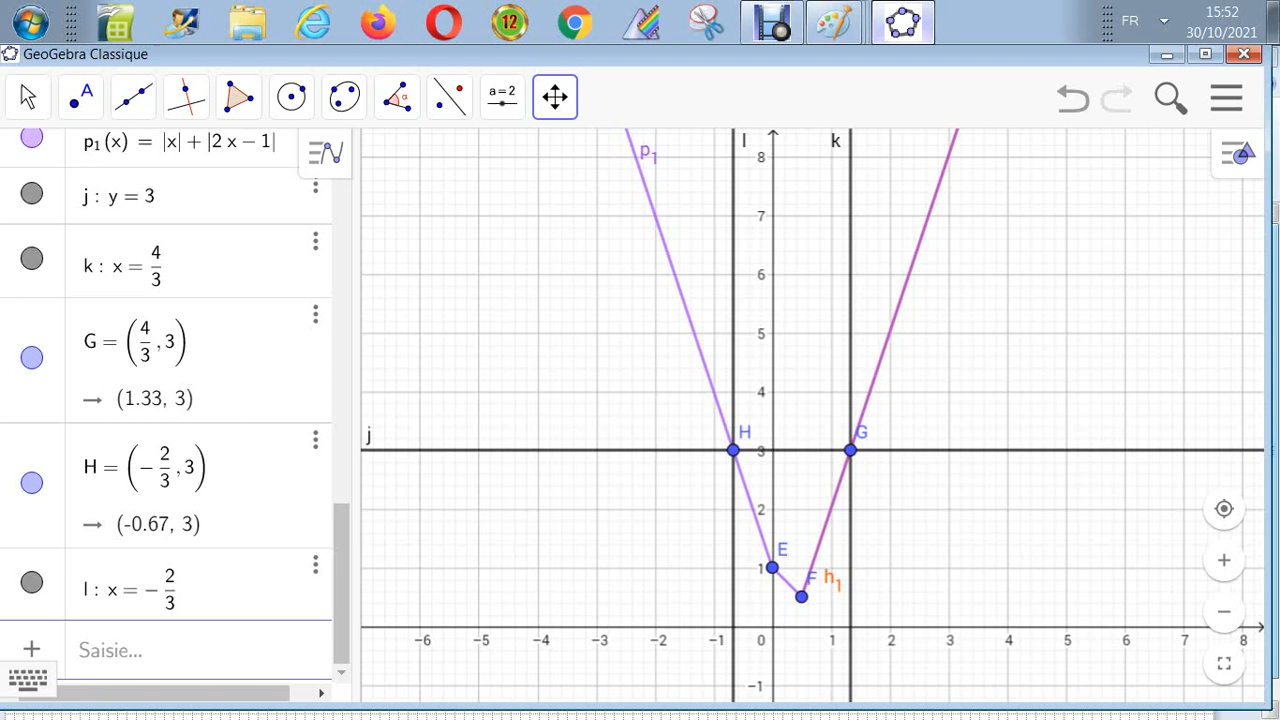 12
FR
15:52
30/10/2021
GeoGebra Classique
A
α
a=2
p₁(x) = |x| + |2 x − 1|
j : y = 3
k : x = 4/3
G = (4/3, 3)
→ (1.33, 3)
H = (−2/3, 3)
→ (-0.67, 3)
l : x = −2/3
Saisie...
p₁
l
k
j
H
G
E
F
h₁
8
7
6
5
4
3
2
1
−1
−6
−5
−4
−3
−2
−1
0
1
2
3
4
5
6
7
8